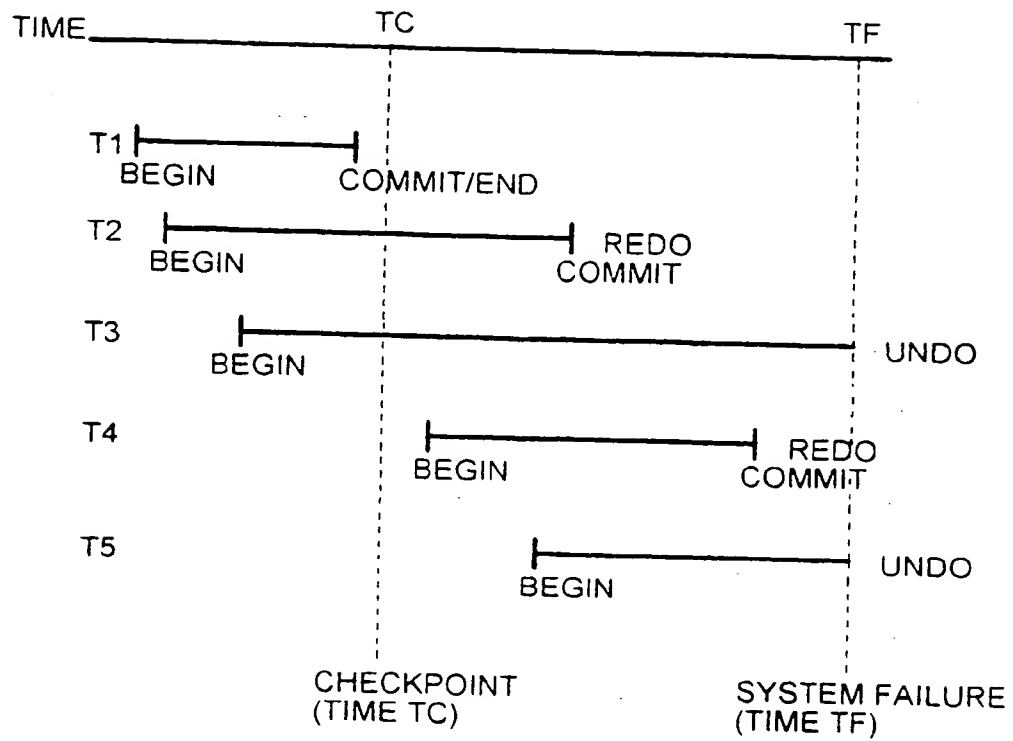 TIME TC TF
T1
BEGIN COMMIT/END
T2 REDO
BEGIN COMMIT
T3
BEGIN UNDO
T4 REDO
BEGIN COMMIT
T5 UNDO
BEGIN
CHECKPOINT SYSTEM FAILURE
(TIME TC) (TIME TF)